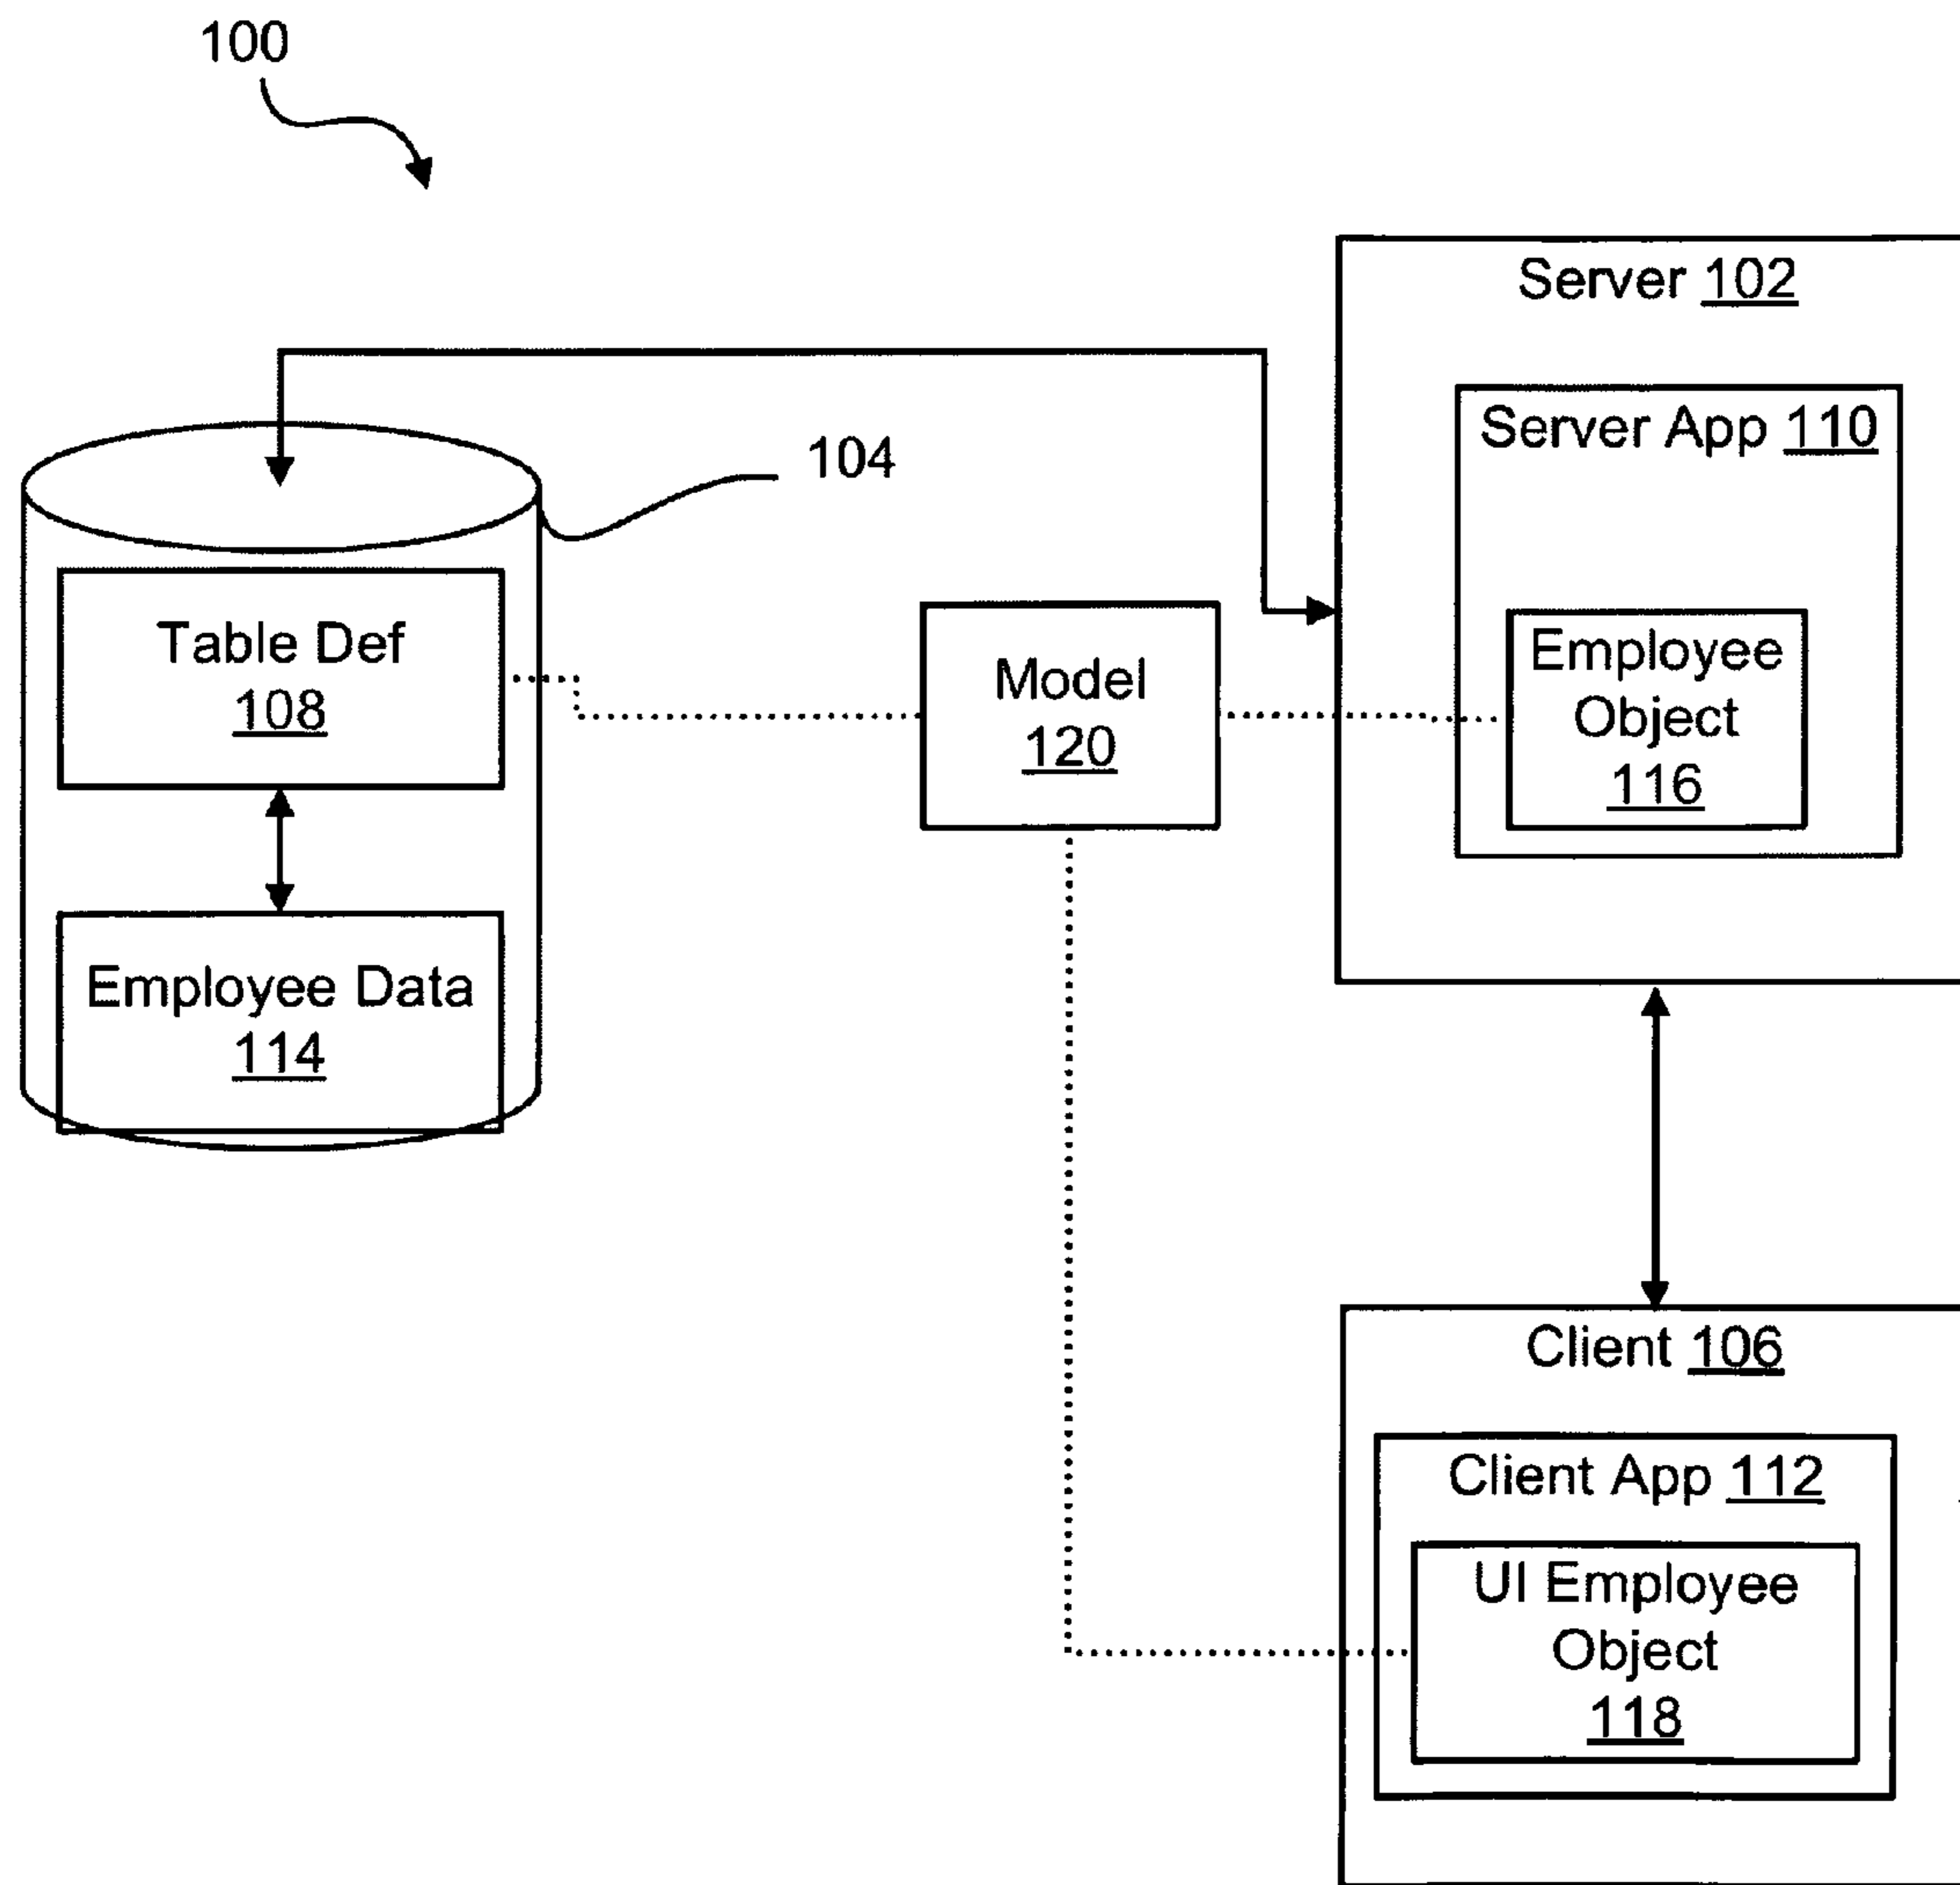 100
Server 102
Server App 110
104
Employee
Object
116
Table Def
108
Model
120
Employee Data
114
Client 106
Client App 112
UI Employee
Object
118